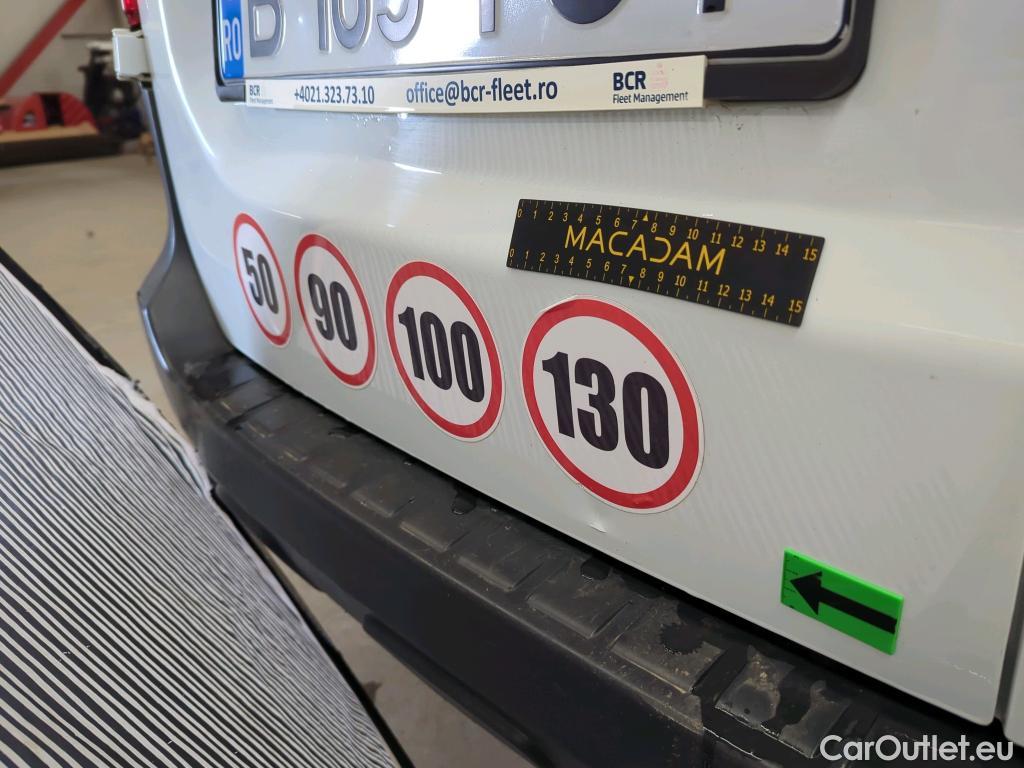 RO
BCR
Fleet Management
+4021.323.73.10
office@bcr-fleet.ro
BCR
Fleet Management
0 1 2 3 4 5 6 7 8 9 10 11 12 13 14 15
MACADAM
0 1 2 3 4 5 6 7 8 9 10 11 12 13 14 15
50
90
100
130
CarOutlet.eu